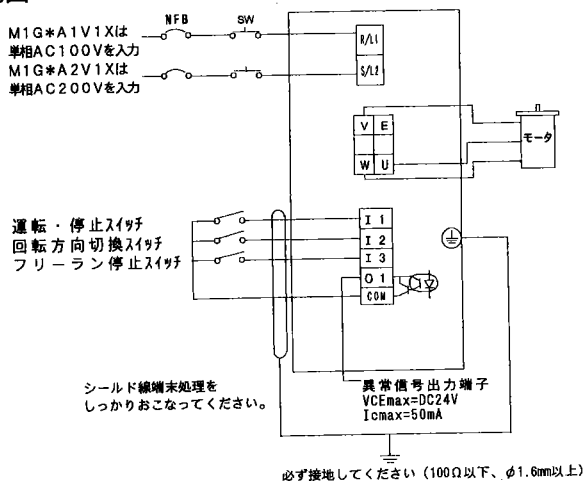 NFB SW
M1G*A1V1Xは
単相AC100Vを入力
M1G*A2V1Xは
単相AC200Vを入力
R/L1
S/L2
V E
W U
モータ
運転・停止スイッチ
回転方向切換スイッチ
フリーラン停止スイッチ
I 1
I 2
I 3
O 1
COM
シールド線端末処理を
しっかりおこなってください。
異常信号出力端子
VCEmax=DC24V
Icmax=50mA
必ず接地してください(100Ω以下、φ1.6mm以上)